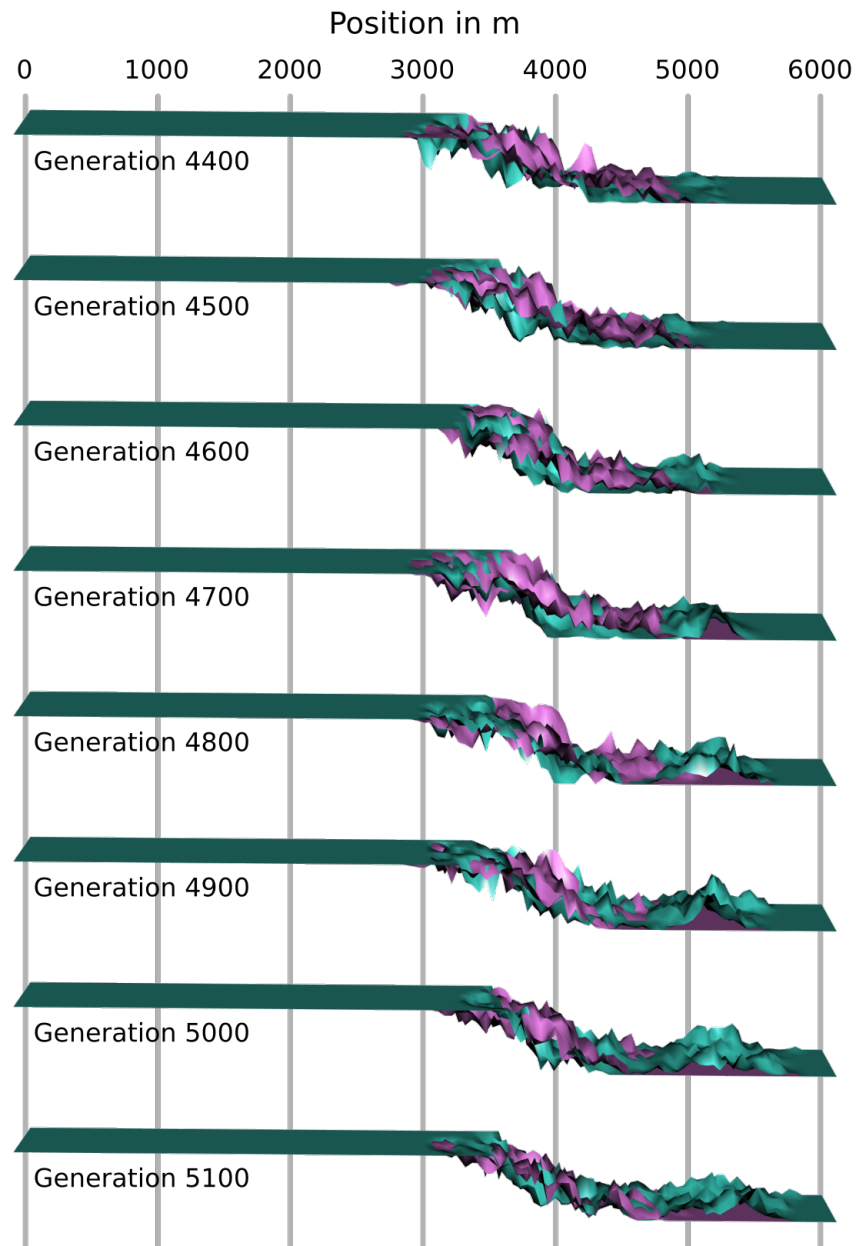 Position in m
0 1000 2000 3000 4000 5000 6000
Generation 4400
Generation 4500
Generation 4600
Generation 4700
Generation 4800
Generation 4900
Generation 5000
Generation 5100